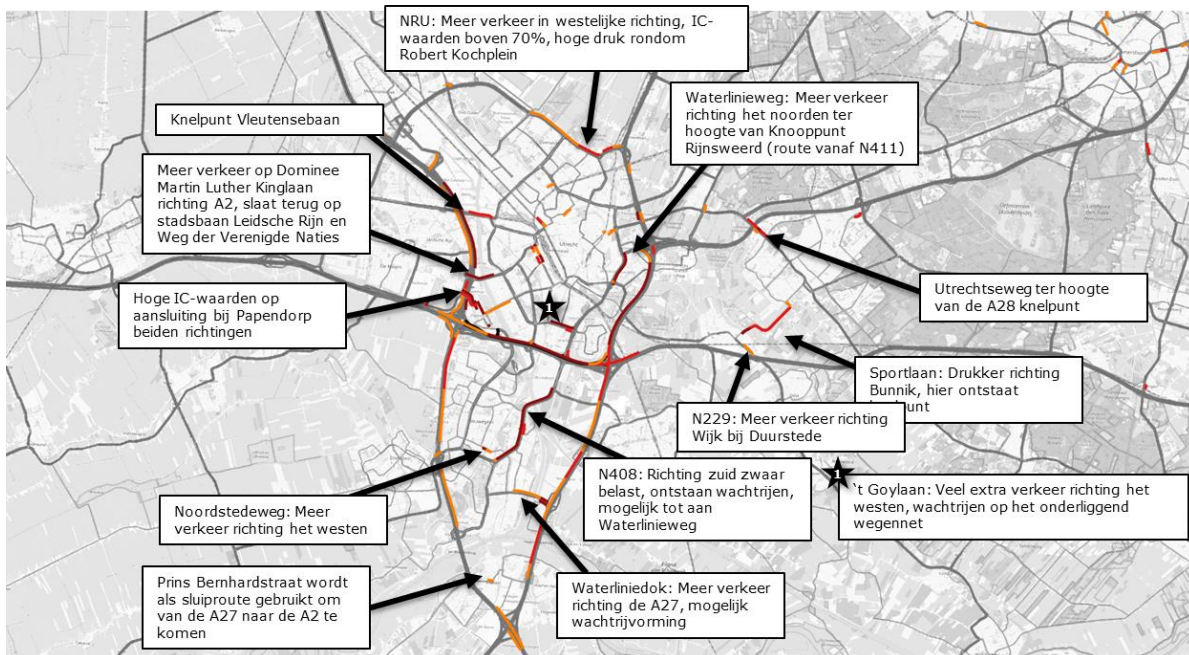 NRU: Meer verkeer in westelijke richting, IC-
waarden boven 70%, hoge druk rondom
Robert Kochplein
Waterlinieweg: Meer verkeer
richting het noorden ter
hoogte van Knooppunt
Rijnsweerd (route vanaf N411)
Knelpunt Vleutensebaan
Meer verkeer op Dominee
Martin Luther Kinglaan
richting A2, slaat terug op
stadsbaan Leidsche Rijn en
Weg der Verenigde Naties
Hoge IC-waarden op
aansluiting bij Papendorp
beiden richtingen
Utrecht
1
Utrechtseweg ter hoogte
van de A28 knelpunt
Sportlaan: Drukker richting
Bunnik, hier ontstaat
punt
N229: Meer verkeer richting
Wijk bij Duurstede
N408: Richting zuid zwaar
belast, ontstaan wachtrijen,
mogelijk tot aan
Waterlinieweg
1
't Goylaan: Veel extra verkeer richting het
westen, wachtrijen op het onderliggend
wegennet
Noordstedeweg: Meer
verkeer richting het westen
Prins Bernhardstraat wordt
als sluiproute gebruikt om
van de A27 naar de A2 te
komen
Waterliniedok: Meer verkeer
richting de A27, mogelijk
wachtrijvorming